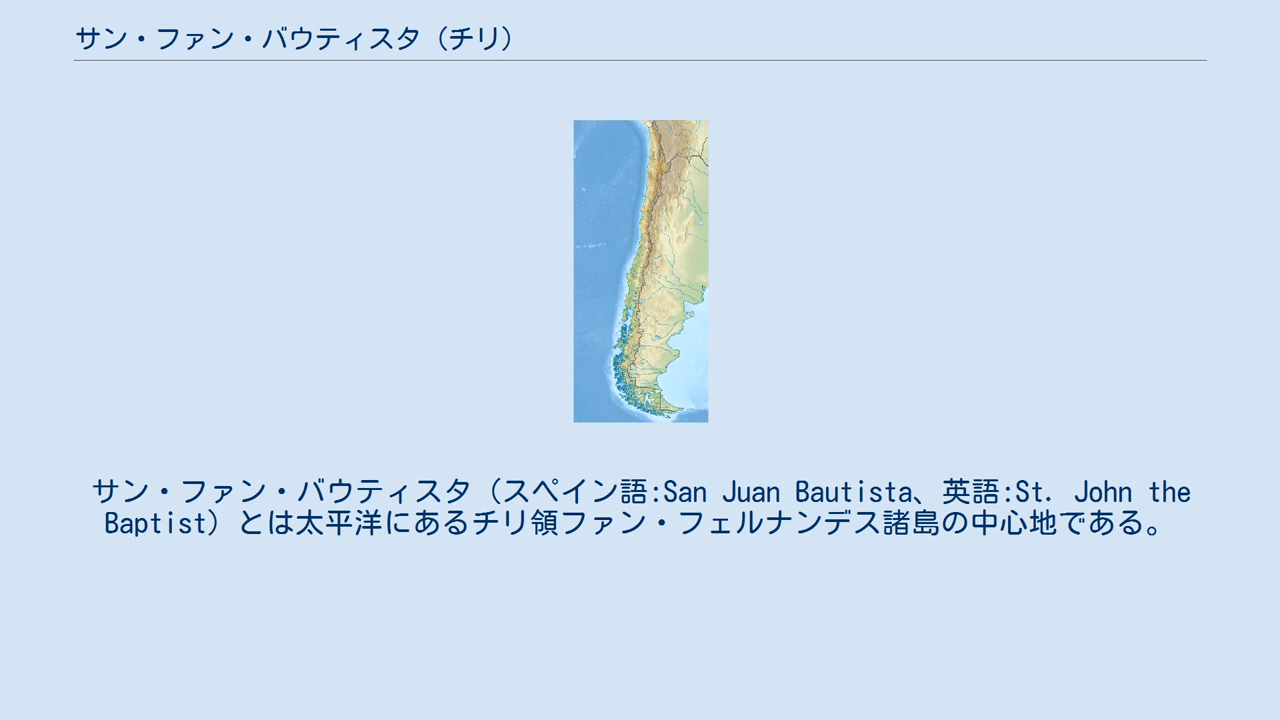 サン・ファン・バウティスタ（チリ）
サン・ファン・バウティスタ（スペイン語:San Juan Bautista、英語:St. John the
Baptist）とは太平洋にあるチリ領ファン・フェルナンデス諸島の中心地である。